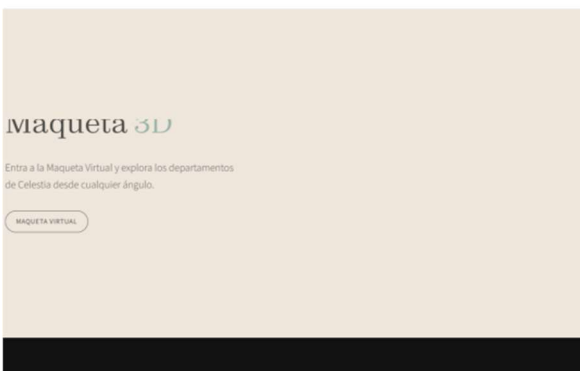 Maqueta 3D
Entra a la Maqueta Virtual y explora los departamentos
de Celestia desde cualquier ángulo.
MAQUETA VIRTUAL